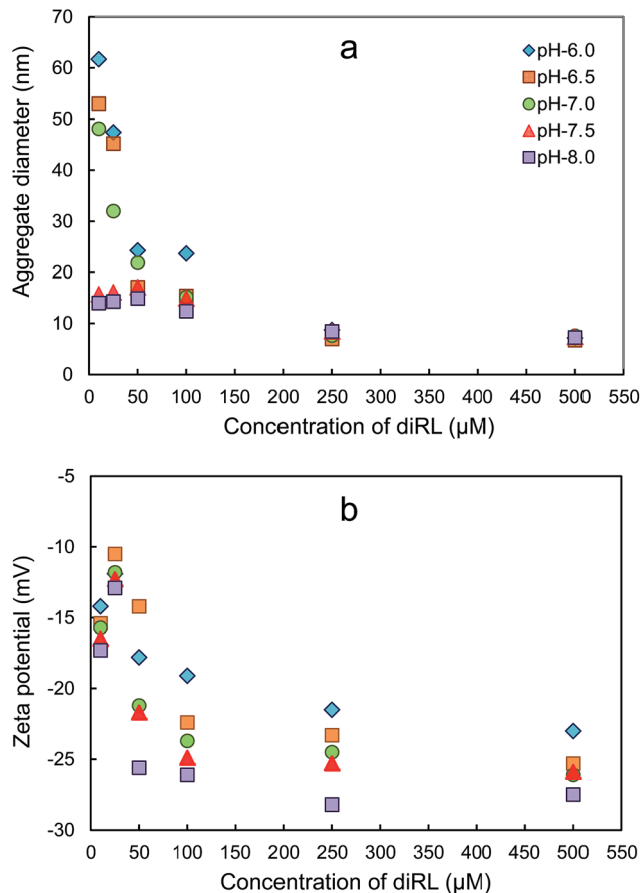 a
70
60
50
40
30
20
10
0
Aggregate diameter (nm)
pH-6.0
pH-6.5
pH-7.0
pH-7.5
pH-8.0
0 50 100 150 200 250 300 350 400 450 500 550
Concentration of diRL (µM)
b
-5
-10
-15
-20
-25
-30
Zeta potential (mV)
0 50 100 150 200 250 300 350 400 450 500 550
Concentration of diRL (µM)